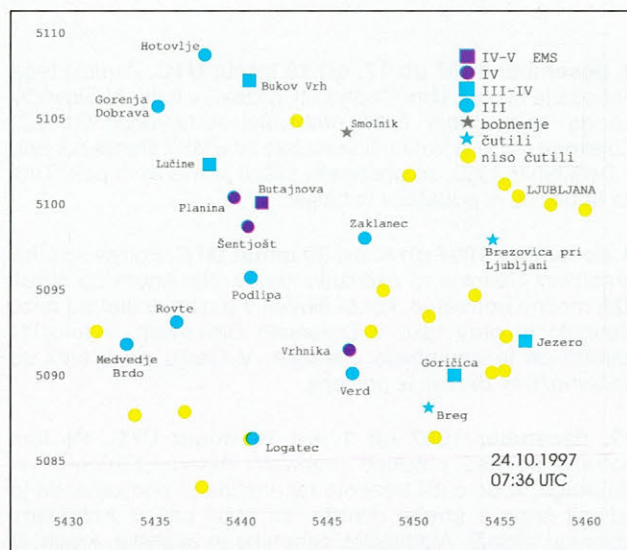 5110
Hotovlje
IV-V EMS
IV
III-IV
III
bobnenje
čutili
niso čutili
Bukov Vrh
Gorenja
Dobrava
5105
Smolnik
Lučine
Butajnova
LJUBLJANA
Planina
5100
Šentjošt
Zaklanec
Brezovica pri
Ljubljani
5095
Podlipa
Rovte
Medvedje
Brdo
Vrhnika
Goričica
Jezero
5090
Verd
Breg
Logatec
5085
24.10.1997
07:36 UTC
5430 5435 5440 5445 5450 5455 5460